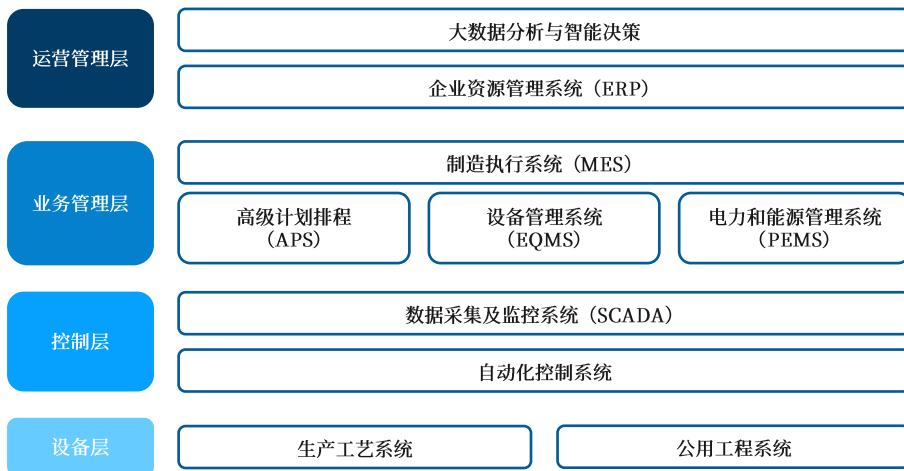 运营管理层
大数据分析与智能决策
企业资源管理系统（ERP）
业务管理层
制造执行系统（MES）
高级计划排程
（APS）
设备管理系统
（EQMS）
电力和能源管理系统
（PEMS）
控制层
数据采集及监控系统（SCADA）
自动化控制系统
设备层
生产工艺系统
公用工程系统